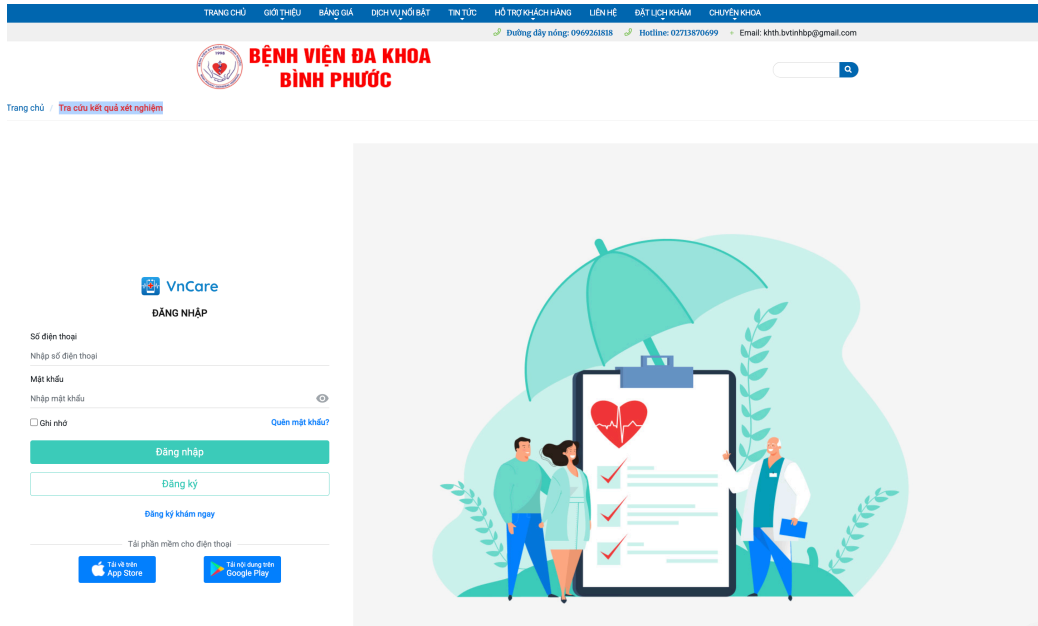 TRANG CHỦ GIỚI THIỆU BẢNG GIÁ DỊCH VỤ NỔI BẬT TIN TỨC HỖ TRỢ KHÁCH HÀNG LIÊN HỆ ĐẶT LỊCH KHÁM CHUYÊN KHOA
Đường dây nóng: 0969261818 Hotline: 02713870699 Email: khth.bvtinhbp@gmail.com
BỆNH VIỆN ĐA KHOA
BÌNH PHƯỚC
Trang chủ / Tra cứu kết quả xét nghiệm
VnCare
ĐĂNG NHẬP
Số điện thoại
Nhập số điện thoại
Mật khẩu
Nhập mật khẩu
Ghi nhớ Quên mật khẩu?
Đăng nhập
Đăng ký
Đăng ký khám ngay
Tải phần mềm cho điện thoại
Tải về trên
App Store
Tải nội dung trên
Google Play